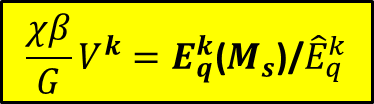 χβ/G V^k = E_q^k(M_s)/Ê_q^k